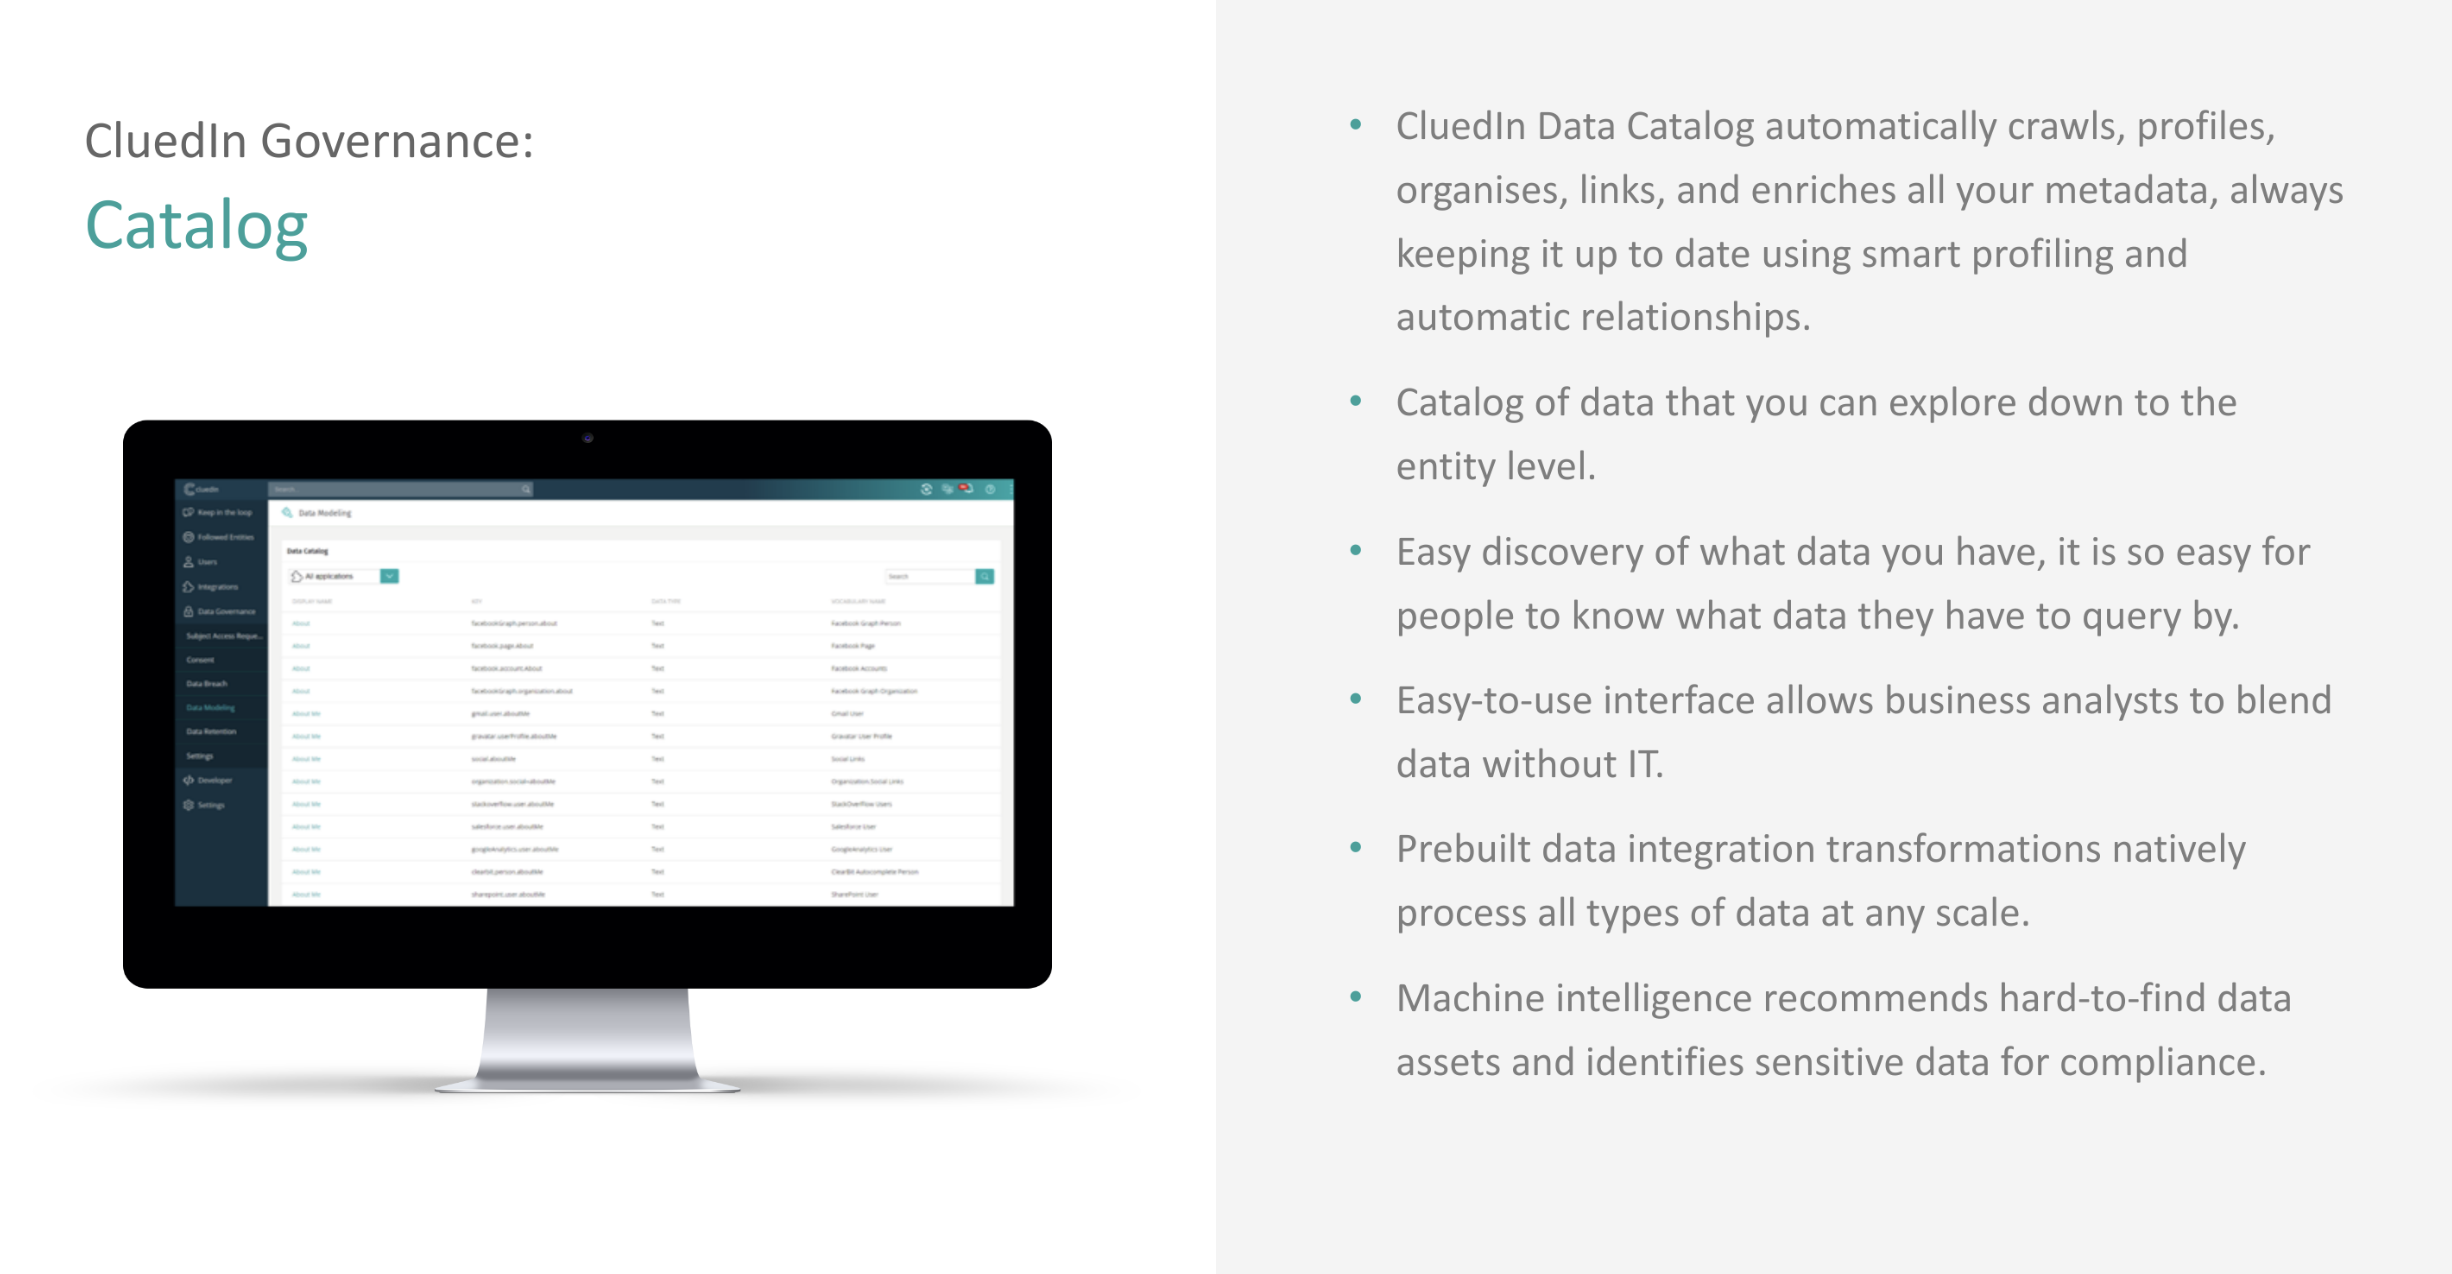 CluedIn Governance:
Catalog
CluedIn
Search...
Keep in the loop
Followed Entities
Users
Integrations
Data Governance
Subject Access Reque...
Consent
Data Breach
Data Modeling
Data Retention
Settings
Developer
Settings
Data Modeling
Data Catalog
All applications
Search
DISPLAY NAME KEY DATA TYPE VOCABULARY NAME
About facebookGraph.person.about Text Facebook Graph Person
About facebook.page.about Text Facebook Page
About facebook.account.About Text Facebook Accounts
About facebookGraph.organization.about Text Facebook Graph Organization
About Me gmail.user.aboutMe Text Gmail User
About Me gravatar.userProfile.aboutMe Text Gravatar User Profile
About Me social.aboutMe Text Social Links
About Me organization.social-aboutMe Text Organization Social Links
About Me stackoverflow.user.aboutMe Text StackOverflow Users
About Me salesforce.user.aboutMe Text Salesforce User
About Me googleAnalytics.user.aboutMe Text GoogleAnalytics User
About Me clearbit.person.aboutMe Text ClearBit Autocomplete Person
About Me sharepoint.user.aboutMe Text SharePoint User
• CluedIn Data Catalog automatically crawls, profiles,
organises, links, and enriches all your metadata, always
keeping it up to date using smart profiling and
automatic relationships.
• Catalog of data that you can explore down to the
entity level.
• Easy discovery of what data you have, it is so easy for
people to know what data they have to query by.
• Easy-to-use interface allows business analysts to blend
data without IT.
• Prebuilt data integration transformations natively
process all types of data at any scale.
• Machine intelligence recommends hard-to-find data
assets and identifies sensitive data for compliance.